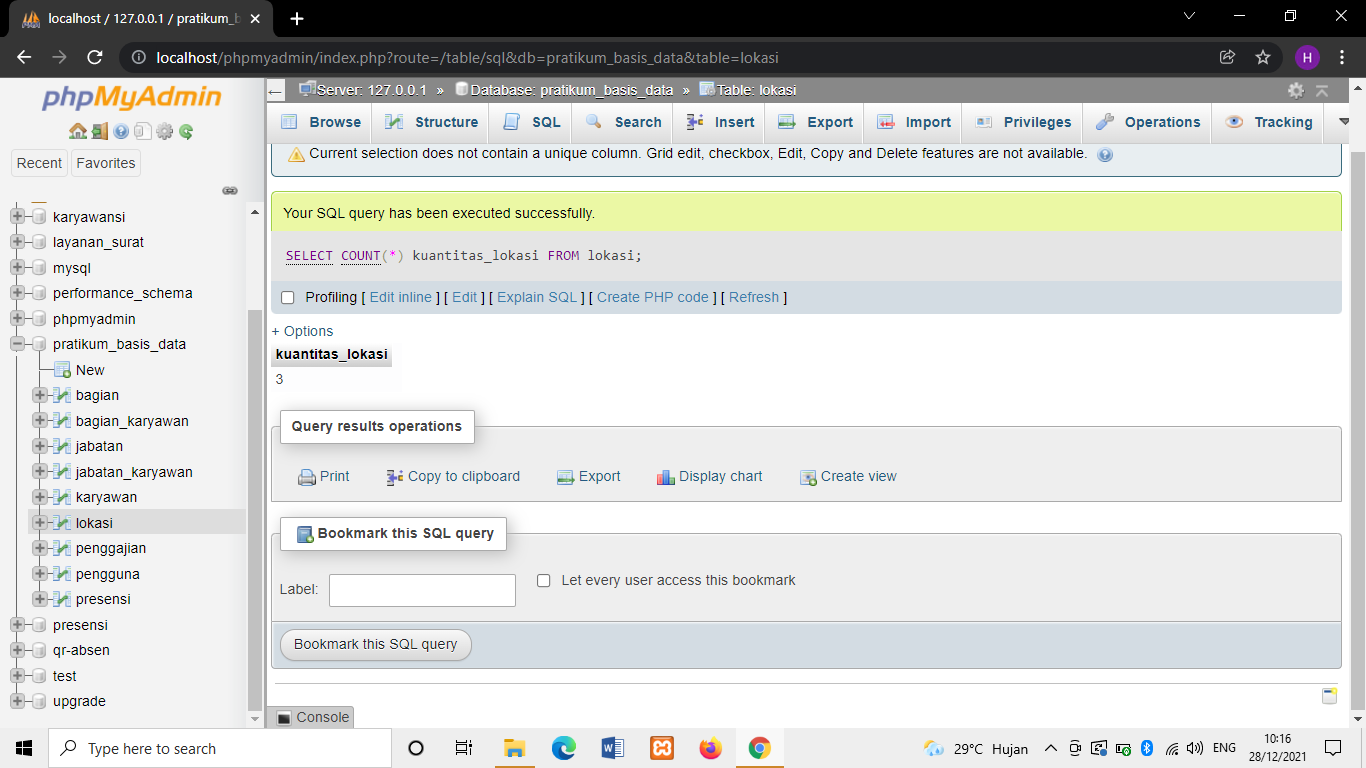 localhost / 127.0.0.1 / pratikum_b
localhost/phpmyadmin/index.php?route=/table/sql&db=pratikum_basis_data&table=lokasi
H
phpMyAdmin
Recent
Favorites
karyawansi
layanan_surat
mysql
performance_schema
phpmyadmin
pratikum_basis_data
New
bagian
bagian_karyawan
jabatan
jabatan_karyawan
karyawan
lokasi
penggajian
pengguna
presensi
presensi
qr-absen
test
upgrade
Server: 127.0.0.1 » Database: pratikum_basis_data » Table: lokasi
Browse Structure SQL Search Insert Export Import Privileges Operations Tracking
Current selection does not contain a unique column. Grid edit, checkbox, Edit, Copy and Delete features are not available.
Your SQL query has been executed successfully.
SELECT COUNT(*) kuantitas_lokasi FROM lokasi;
Profiling [ Edit inline ] [ Edit ] [ Explain SQL ] [ Create PHP code ] [ Refresh ]
+ Options
kuantitas_lokasi
3
Query results operations
Print Copy to clipboard Export Display chart Create view
Bookmark this SQL query
Label: Let every user access this bookmark
Bookmark this SQL query
Console
Type here to search
29°C Hujan
ENG
10:16
28/12/2021